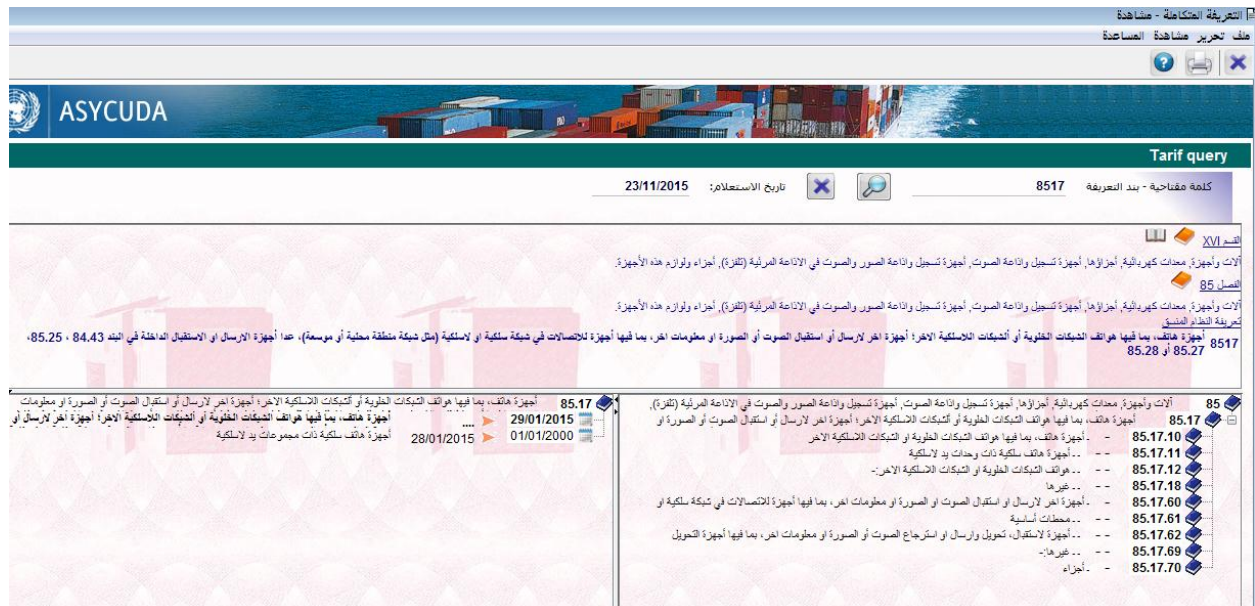 التعريفة المتكاملة - مشاهدة
ملف تحرير مشاهدة المساعدة
ASYCUDA
Tarif query
كلمة مفتاحية - بند التعريفة 8517 تاريخ الاستعلام: 23/11/2015
القسم XVI
آلات وأجهزة, معدات كهربائية, أجزاؤها, أجهزة تسجيل واذاعة الصوت, أجهزة تسجيل واذاعة الصور والصوت في الاذاعة المرئية (تلفزة), أجزاء ولوازم هذه الأجهزة.
الفصل 85
آلات وأجهزة, معدات كهربائية, أجزاؤها, أجهزة تسجيل واذاعة الصوت, أجهزة تسجيل واذاعة الصور والصوت في الاذاعة المرئية (تلفزة), أجزاء ولوازم هذه الأجهزة.
تعريفة النظام المنسق
8517 أجهزة هاتف، بما فيها هواتف الشبكات الخلوية أو الشبكات اللاسلكية الاخر؛ أجهزة اخر لارسال أو استقبال الصوت أو الصورة او معلومات اخر، بما فيها أجهزة للاتصالات في شبكة سلكية او لاسلكية (مثل شبكة منطقة محلية أو موسعة)، عدا أجهزة الارسال او الاستقبال الداخلة في البند 84.43 ، 85.25،
85.27 أو 85.28
85 آلات وأجهزة, معدات كهربائية, أجزاؤها, أجهزة تسجيل واذاعة الصوت, أجهزة تسجيل واذاعة الصور والصوت في الاذاعة المرئية (تلفزة),
85.17 أجهزة هاتف، بما فيها هواتف الشبكات الخلوية أو الشبكات اللاسلكية الاخر؛ أجهزة اخر لارسال أو استقبال الصوت أو الصورة او
85.17.10 - .أجهزة هاتف، بما فيها هواتف الشبكات الخلوية او الشبكات اللاسلكية الاخر
85.17.11 - - ..أجهزة هاتف سلكية ذات وحدات يد لاسلكية
85.17.12 - - ..هواتف الشبكات الخلوية او الشبكات اللاسلكية الاخر:-
85.17.18 - - ..غيرها
85.17.60 - .أجهزة اخر لارسال او استقبال الصوت او الصورة او معلومات اخر، بما فيها أجهزة للاتصالات في شبكة سلكية او
85.17.61 - - ..محطات أساسية
85.17.62 - - ..أجهزة لاستقبال، تحويل وارسال او استرجاع الصوت أو الصورة او معلومات اخر، بما فيها أجهزة التحويل
85.17.69 - - ..غيرها:-
85.17.70 - .أجزاء
85.17 أجهزة هاتف، بما فيها هواتف الشبكات الخلوية أو الشبكات اللاسلكية الاخر؛ أجهزة اخر لارسال أو استقبال الصوت أو الصورة او معلومات
29/01/2015 .... أجهزة هاتف، بما فيها هواتف الشبكات الخلوية أو الشبكات اللاسلكية الاخر؛ أجهزة اخر لارسال أو
01/01/2000 28/01/2015 أجهزة هاتف سلكية ذات مجموعات يد لاسلكية